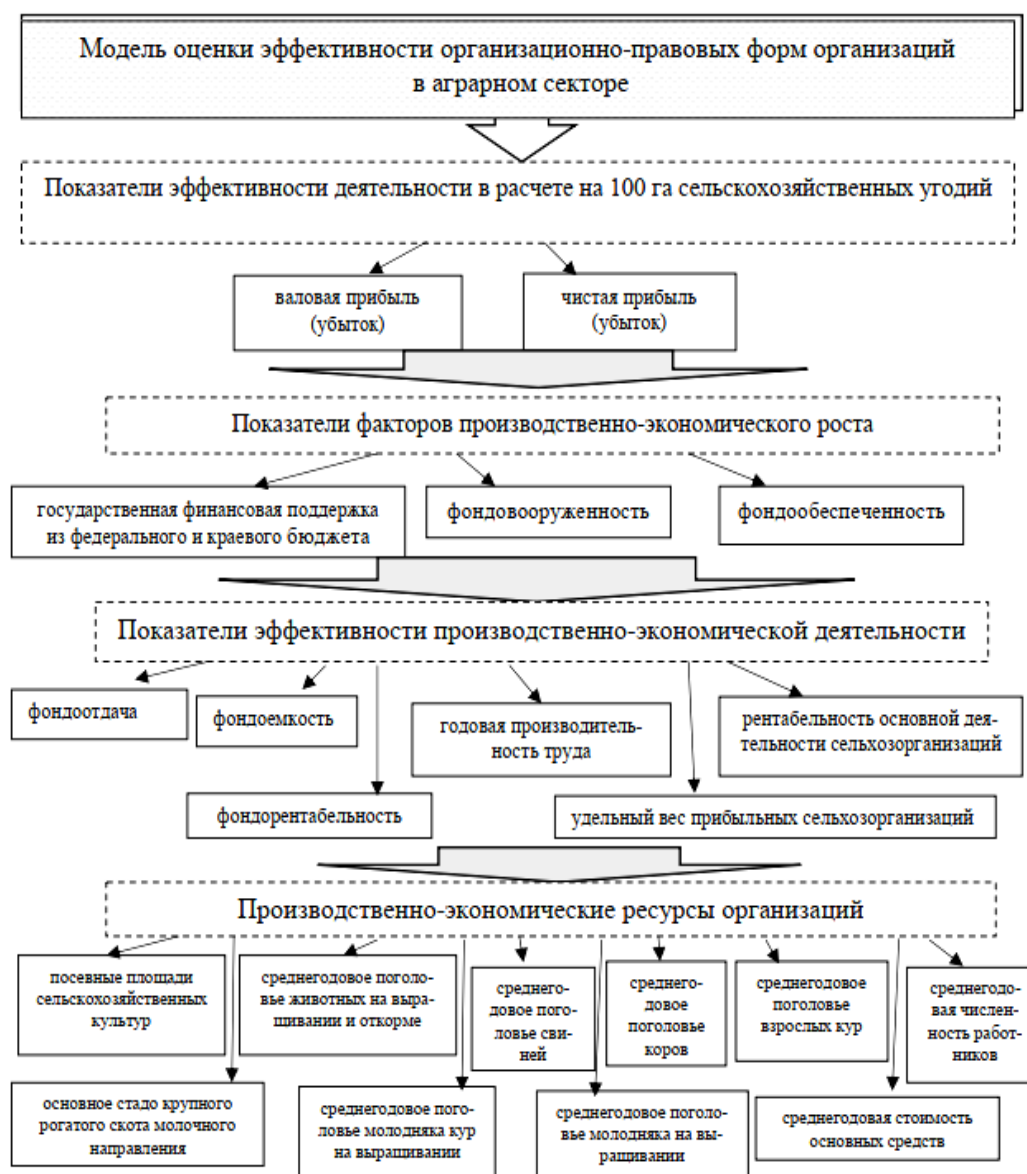 Модель оценки эффективности организационно-правовых форм организаций
в аграрном секторе
Показатели эффективности деятельности в расчете на 100 га сельскохозяйственных угодий
валовая прибыль
(убыток)
чистая прибыль
(убыток)
Показатели факторов производственно-экономического роста
государственная финансовая поддержка
из федерального и краевого бюджета
фондовооруженность
фондообеспеченность
Показатели эффективности производственно-экономической деятельности
фондоотдача
фондоемкость
годовая производитель-
ность труда
рентабельность основной дея-
тельности сельхозорганизаций
фондорентабельность
удельный вес прибыльных сельхозорганизаций
Производственно-экономические ресурсы организаций
посевные площади
сельскохозяйственных
культур
среднегодовое поголо-
вье животных на выра-
щивании и откорме
среднего-
довое пого-
ловье сви-
ней
среднего-
довое
поголовье
коров
среднегодовое
поголовье
взрослых кур
среднегодо-
вая числен-
ность работ-
ников
основное стадо крупного
рогатого скота молочного
направления
среднегодовое пого-
ловье молодняка кур
на выращивании
среднегодовое поголо-
вье молодняка на вы-
ращивании
среднегодовая стоимость
основных средств